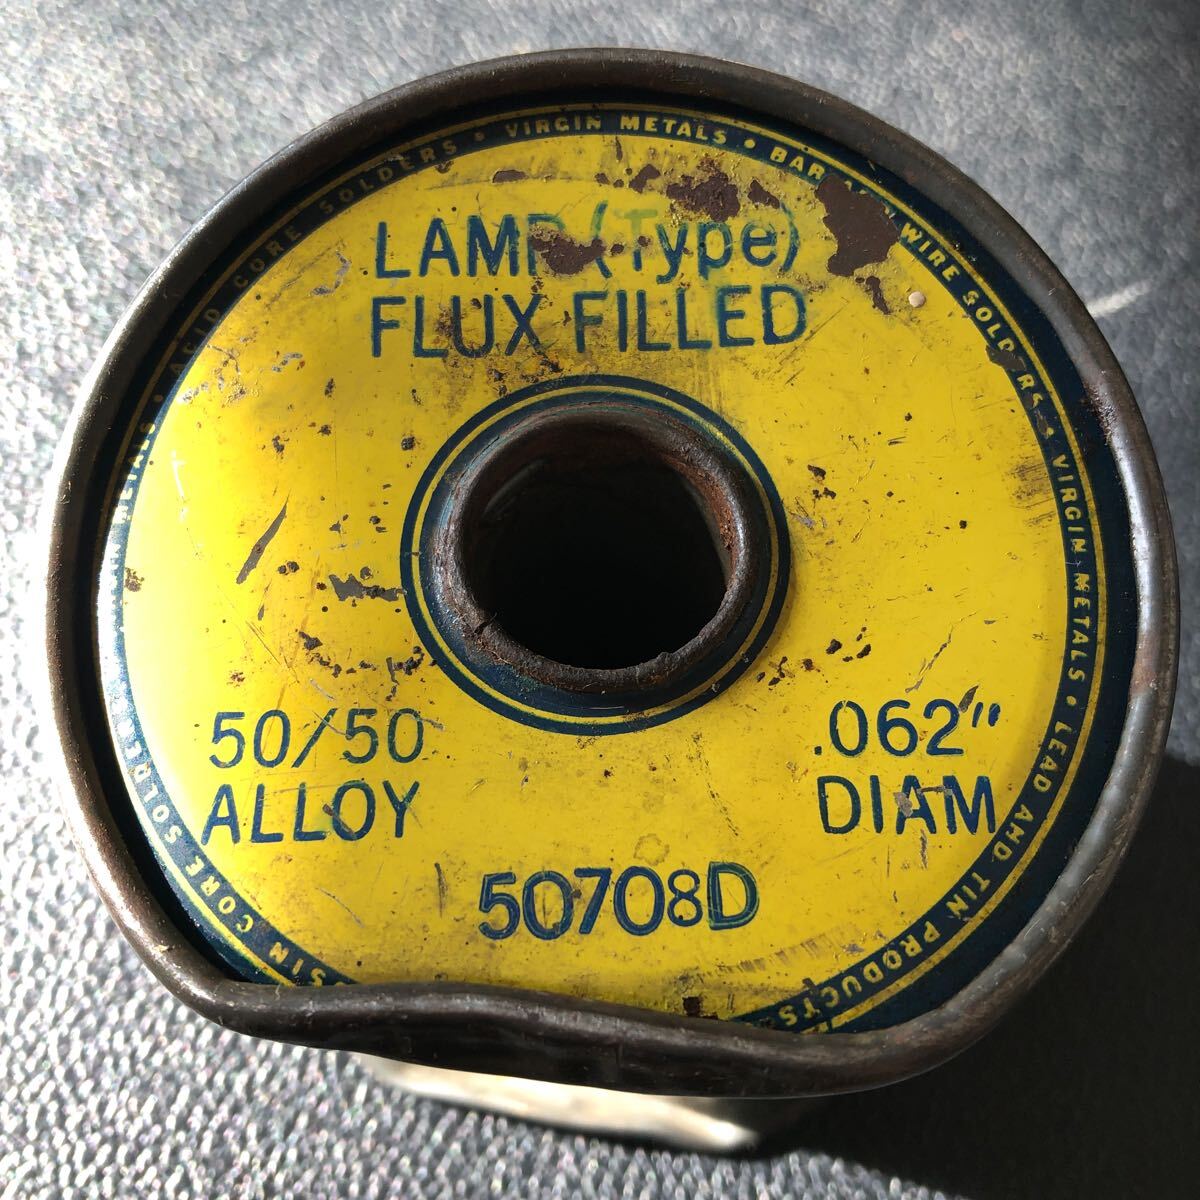 LAMP (Type)
FLUX FILLED
50/50
ALLOY
.062"
DIAM
50708D
ACID CORE SOLDERS • VIRGIN METALS • BAR WIRE SOLDERS • VIRGIN METALS • LEAD AND TIN PRODUCTS
CORE SOLDERS METALS •